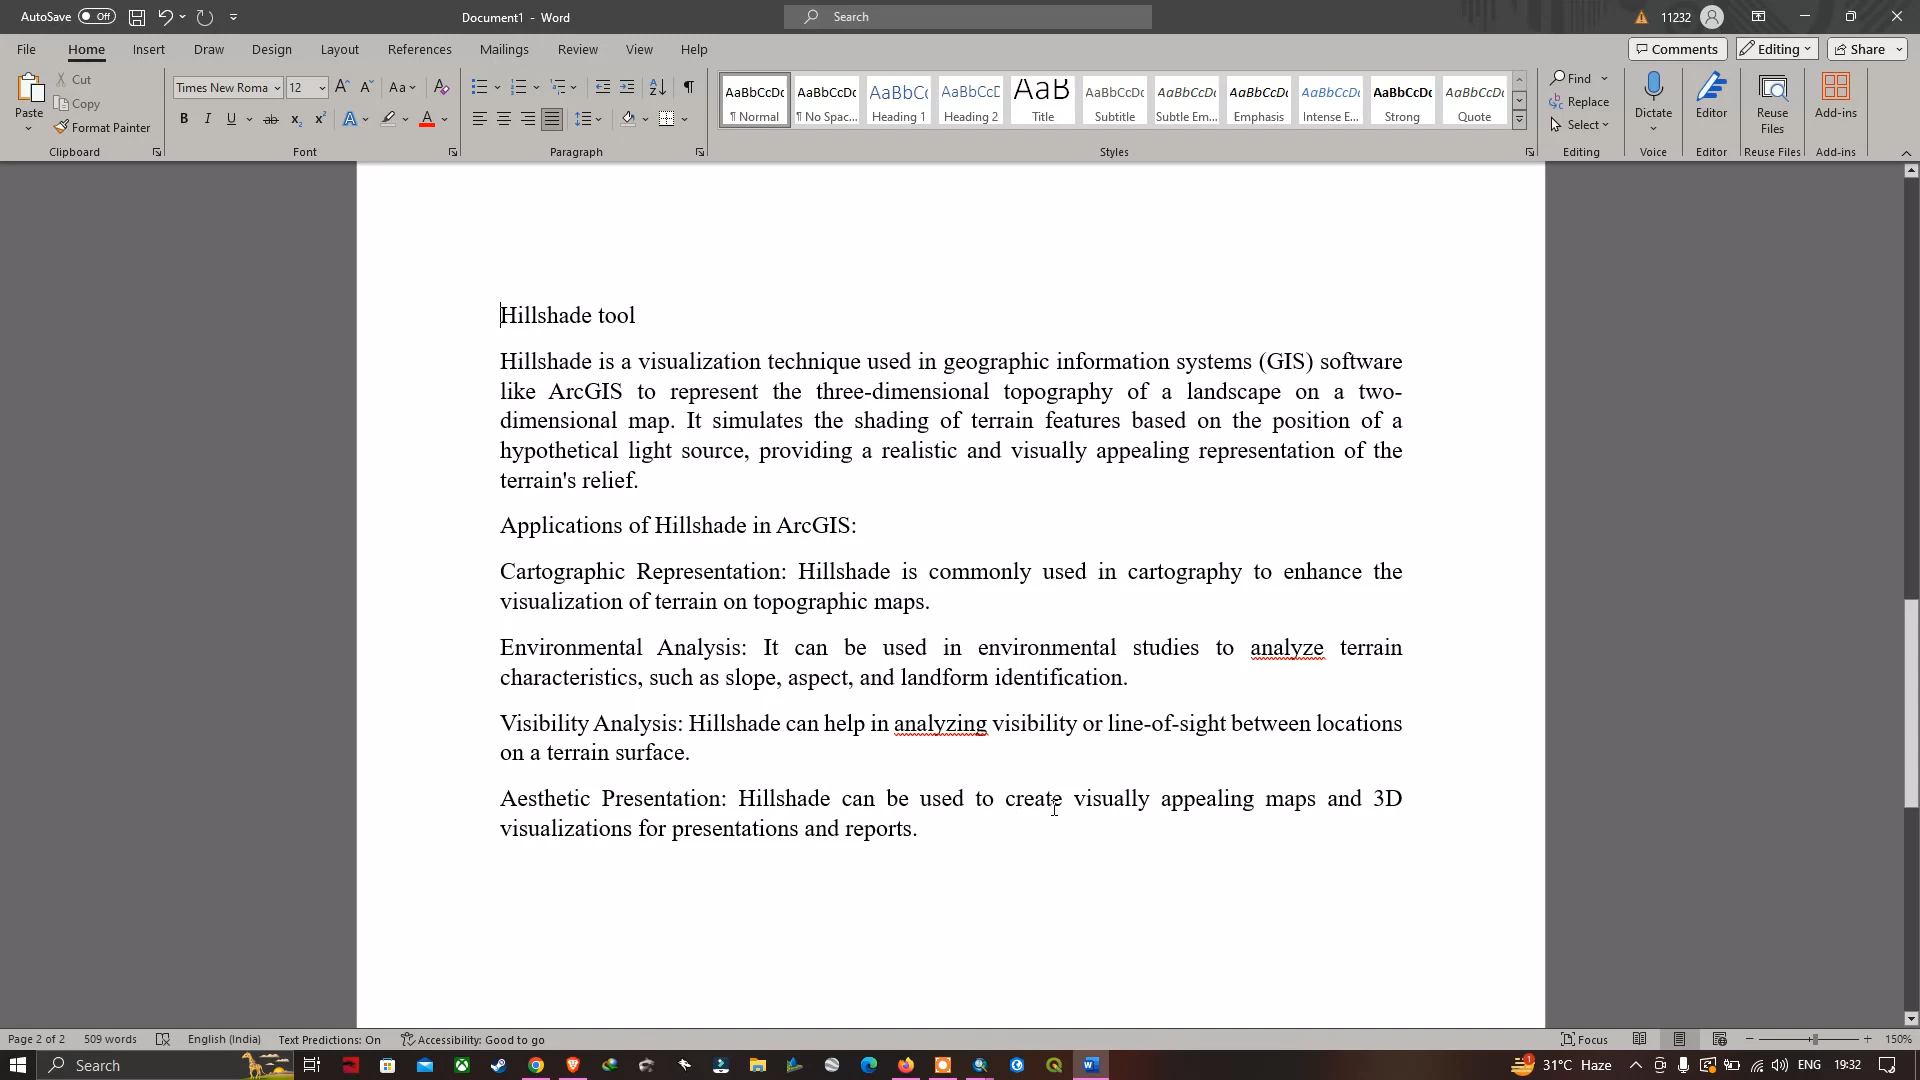 AutoSave Off Document1 - Word Search 11232
File Home Insert Draw Design Layout References Mailings Review View Help Comments Editing Share
Paste Cut Copy Format Painter Clipboard
Times New Roma 12 Aa Font
Paragraph
AaBbCcDc ¶ Normal AaBbCcDc ¶ No Spac... AaBbC( Heading 1 AaBbCcE Heading 2 AaB Title AaBbCcDc Subtitle AaBbCcDı Subtle Em... AaBbCcDı Emphasis AaBbCcDı Intense E... AaBbCcDc Strong AaBbCcDı Quote
Styles
Find Replace Select Editing
Dictate Voice
Editor Editor
Reuse Files Reuse Files
Add-ins Add-ins
Hillshade tool
Hillshade is a visualization technique used in geographic information systems (GIS) software
like ArcGIS to represent the three-dimensional topography of a landscape on a two-
dimensional map. It simulates the shading of terrain features based on the position of a
hypothetical light source, providing a realistic and visually appealing representation of the
terrain's relief.
Applications of Hillshade in ArcGIS:
Cartographic Representation: Hillshade is commonly used in cartography to enhance the
visualization of terrain on topographic maps.
Environmental Analysis: It can be used in environmental studies to analyze terrain
characteristics, such as slope, aspect, and landform identification.
Visibility Analysis: Hillshade can help in analyzing visibility or line-of-sight between locations
on a terrain surface.
Aesthetic Presentation: Hillshade can be used to create visually appealing maps and 3D
visualizations for presentations and reports.
Page 2 of 2 509 words English (India) Text Predictions: On Accessibility: Good to go Focus 150%
Search 31°C Haze ENG 19:32